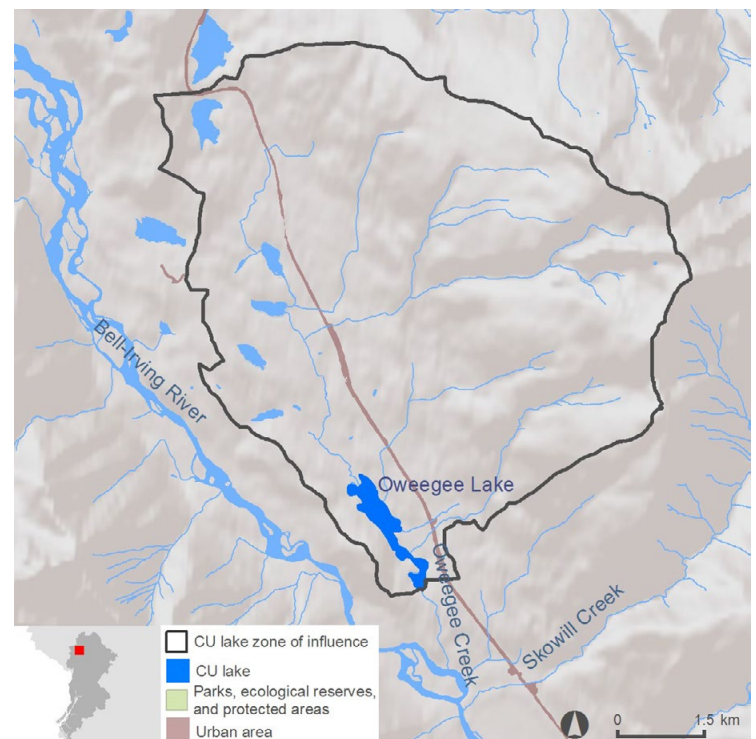 Bell-Irving River
Oweegee Lake
Oweegee Creek
Skowill Creek
CU lake zone of influence
CU lake
Parks, ecological reserves,
and protected areas
Urban area
0 1.5 km